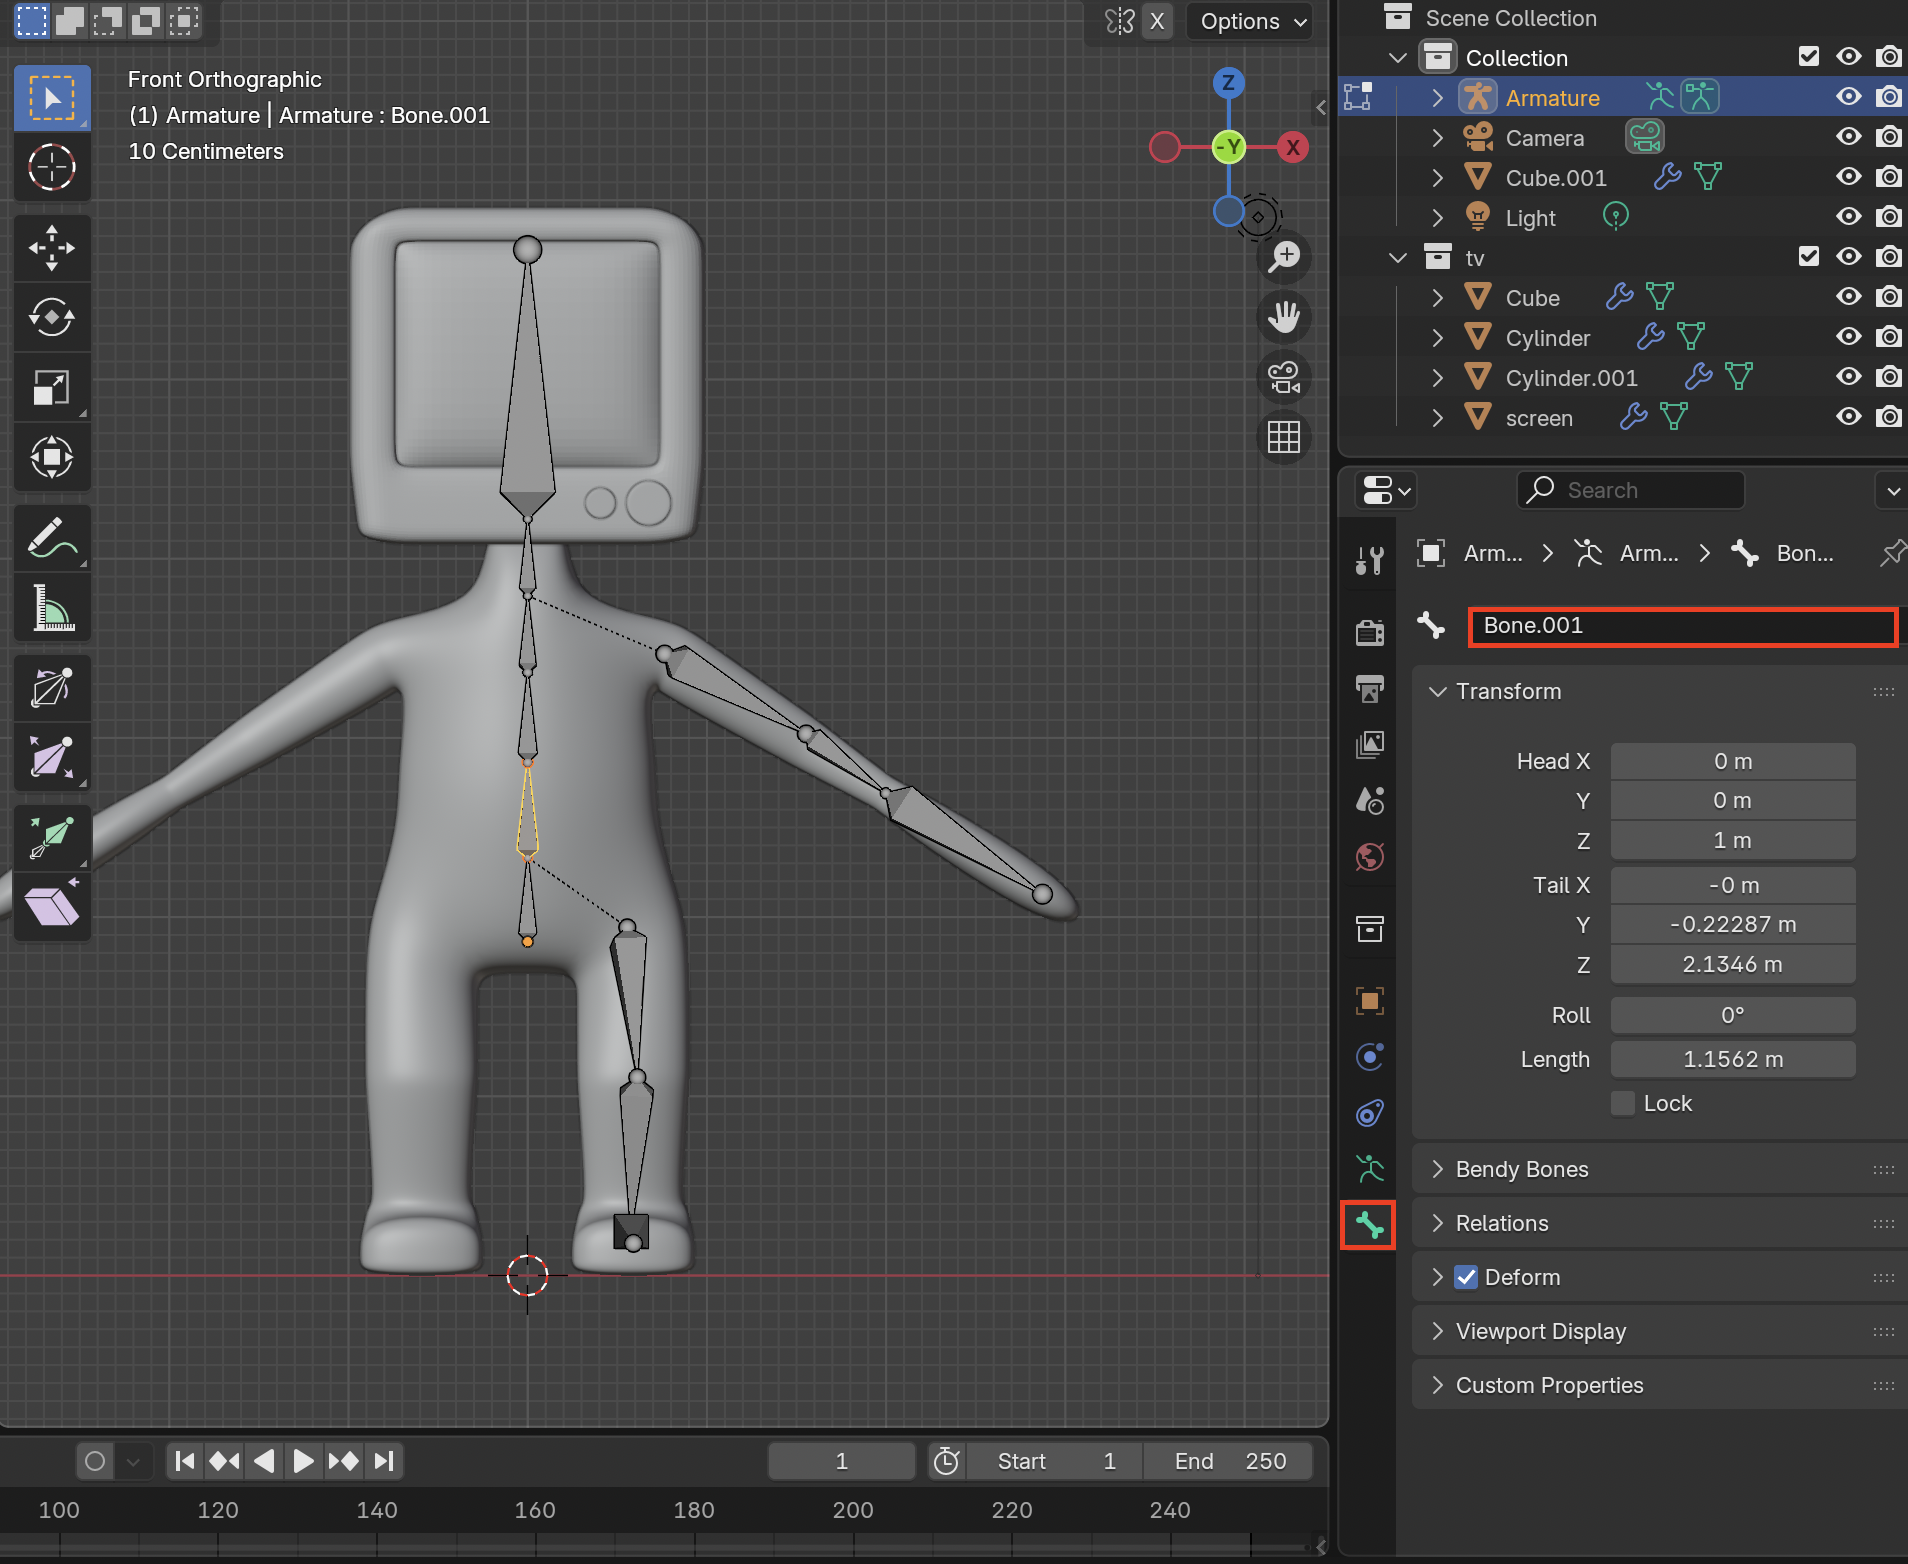 X
Options
Front Orthographic
(1) Armature | Armature : Bone.001
10 Centimeters
Z
-Y
X
Scene Collection
Collection
Armature
Camera
Cube.001
Light
tv
Cube
Cylinder
Cylinder.001
screen
Search
Arm... > Arm... > Bon...
Bone.001
Transform
Head X 0 m
Y 0 m
Z 1 m
Tail X -0 m
Y -0.22287 m
Z 2.1346 m
Roll 0°
Length 1.1562 m
Lock
Bendy Bones
Relations
Deform
Viewport Display
Custom Properties
1 Start 1 End 250
100 120 140 160 180 200 220 240